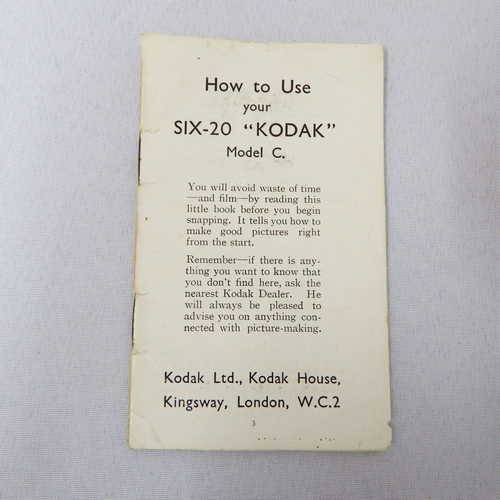 How to Use
your
SIX-20 “KODAK”
Model C.
You will avoid waste of time
—and film—by reading this
little book before you begin
snapping. It tells you how to
make good pictures right
from the start.
Remember—if there is any-
thing you want to know that
you don't find here, ask the
nearest Kodak Dealer. He
will always be pleased to
advise you on anything con-
nected with picture-making.
Kodak Ltd., Kodak House,
Kingsway, London, W.C.2
3